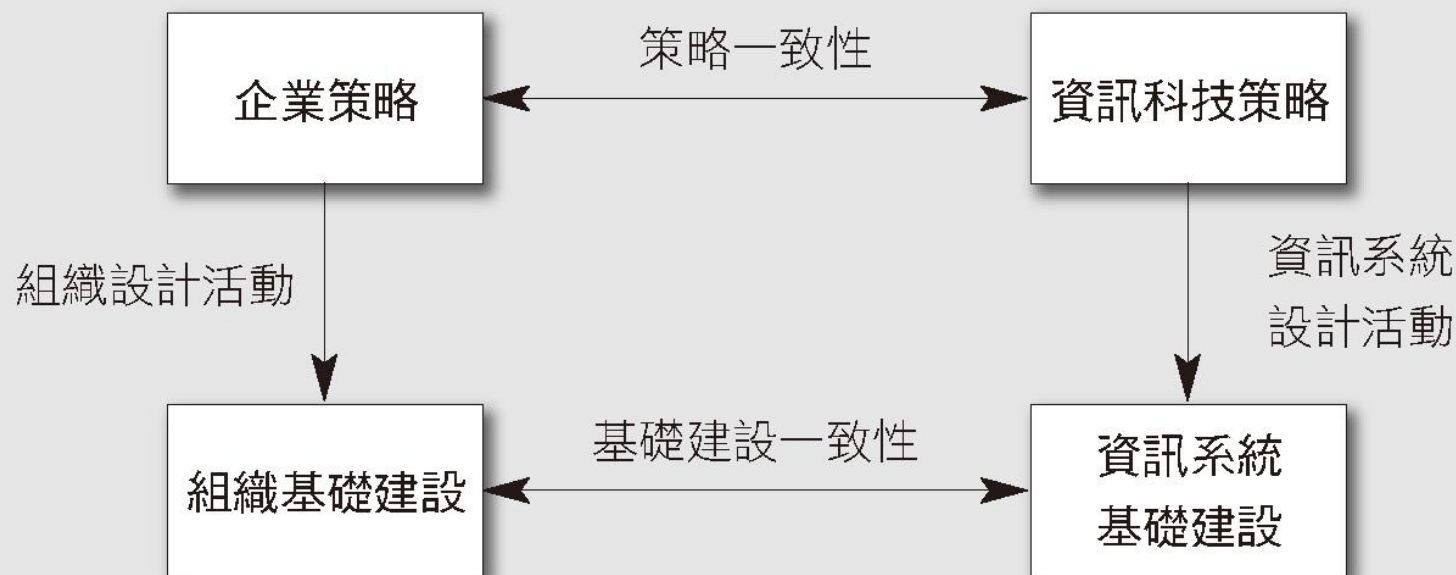 策略一致性
企業策略
資訊科技策略
組織設計活動
資訊系統
設計活動
基礎建設一致性
組織基礎建設
資訊系統
基礎建設